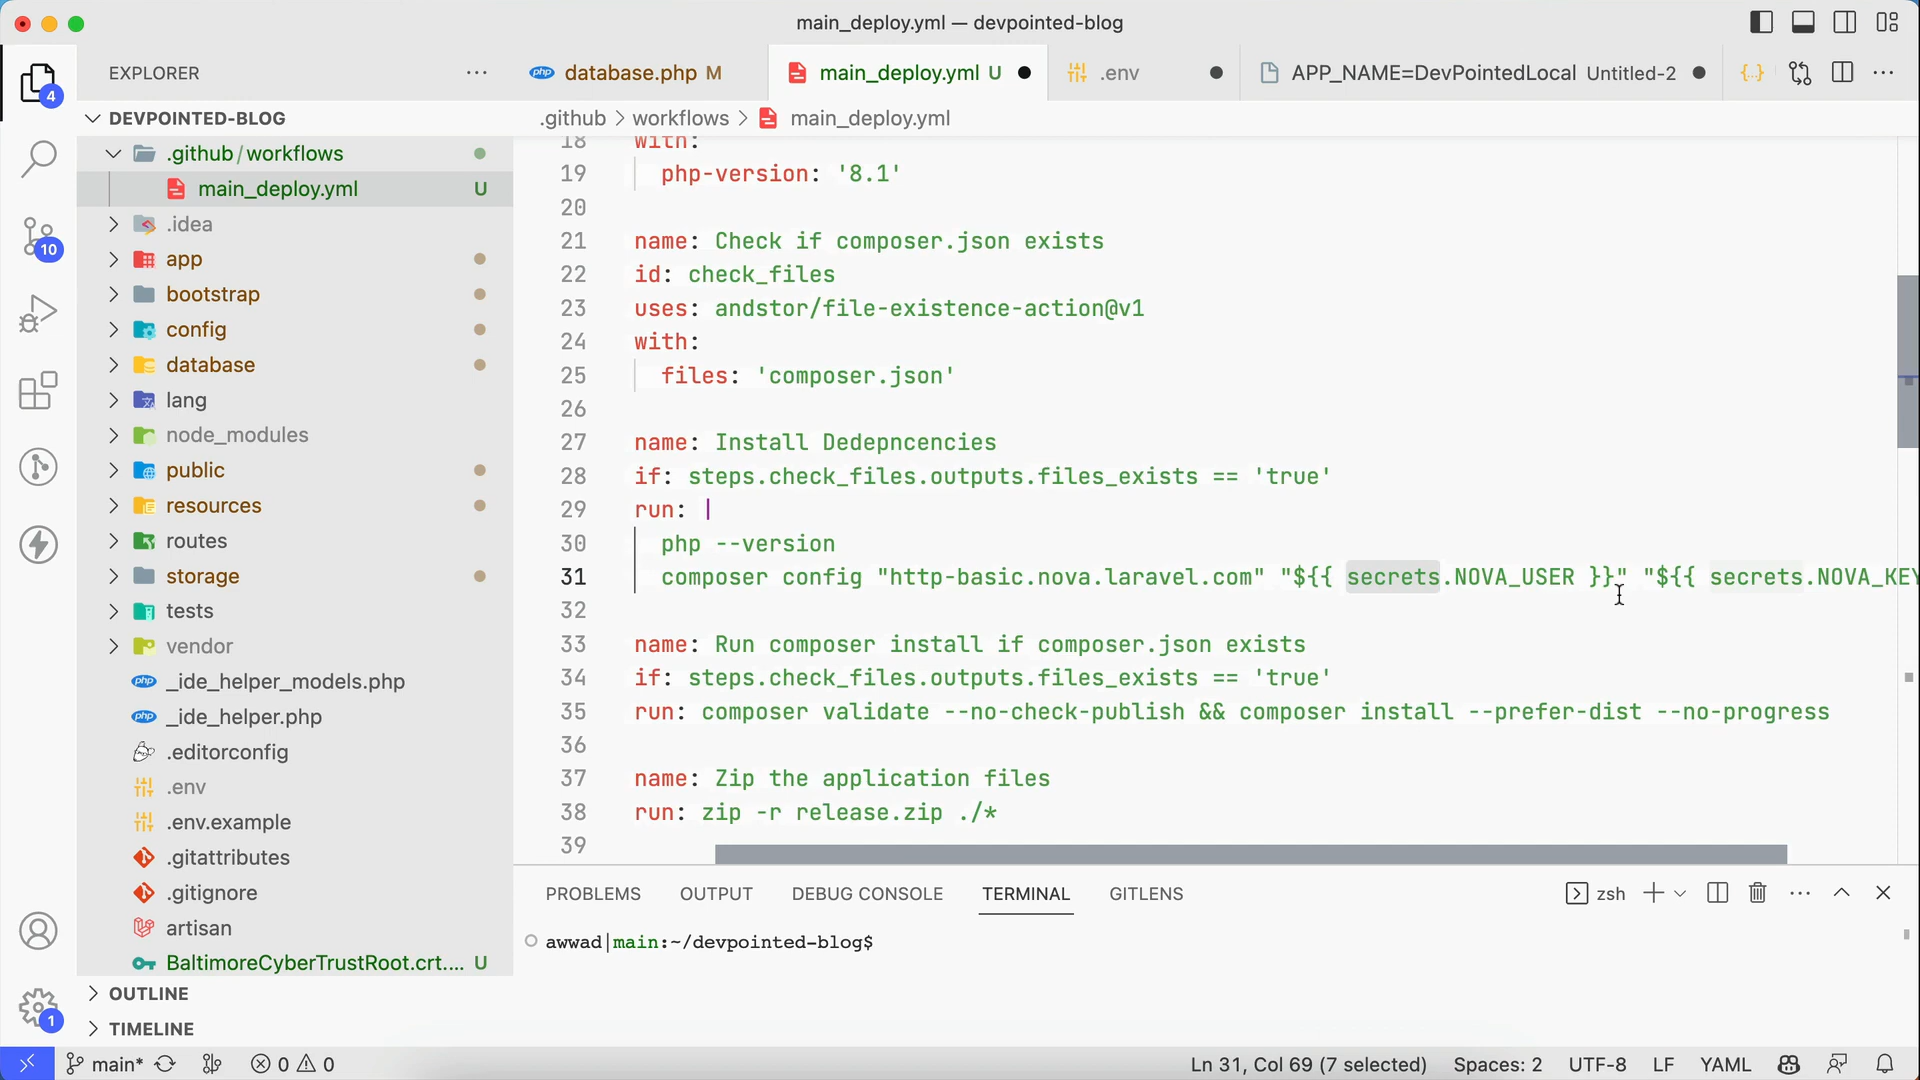 main_deploy.yml — devpointed-blog
EXPLORER
4
php database.php M
main_deploy.yml U
.env
APP_NAME=DevPointedLocal Untitled-2
DEVPOINTED-BLOG
.github > workflows > main_deploy.yml
.github/workflows
main_deploy.yml U
.idea
10
app
bootstrap
config
database
lang
node_modules
public
resources
routes
storage
tests
vendor
php _ide_helper_models.php
php _ide_helper.php
.editorconfig
.env
.env.example
.gitattributes
.gitignore
artisan
BaltimoreCyberTrustRoot.crt.... U
OUTLINE
1
TIMELINE
18 with:
19 php-version: '8.1'
20
21 name: Check if composer.json exists
22 id: check_files
23 uses: andstor/file-existence-action@v1
24 with:
25 files: 'composer.json'
26
27 name: Install Dedepncencies
28 if: steps.check_files.outputs.files_exists == 'true'
29 run: |
30 php --version
31 composer config "http-basic.nova.laravel.com" "${{ secrets.NOVA_USER }}" "${{ secrets.NOVA_KEY
32
33 name: Run composer install if composer.json exists
34 if: steps.check_files.outputs.files_exists == 'true'
35 run: composer validate --no-check-publish && composer install --prefer-dist --no-progress
36
37 name: Zip the application files
38 run: zip -r release.zip ./*
39
PROBLEMS OUTPUT DEBUG CONSOLE TERMINAL GITLENS
zsh
awwad|main:~/devpointed-blog$
main* 0 0
Ln 31, Col 69 (7 selected) Spaces: 2 UTF-8 LF YAML